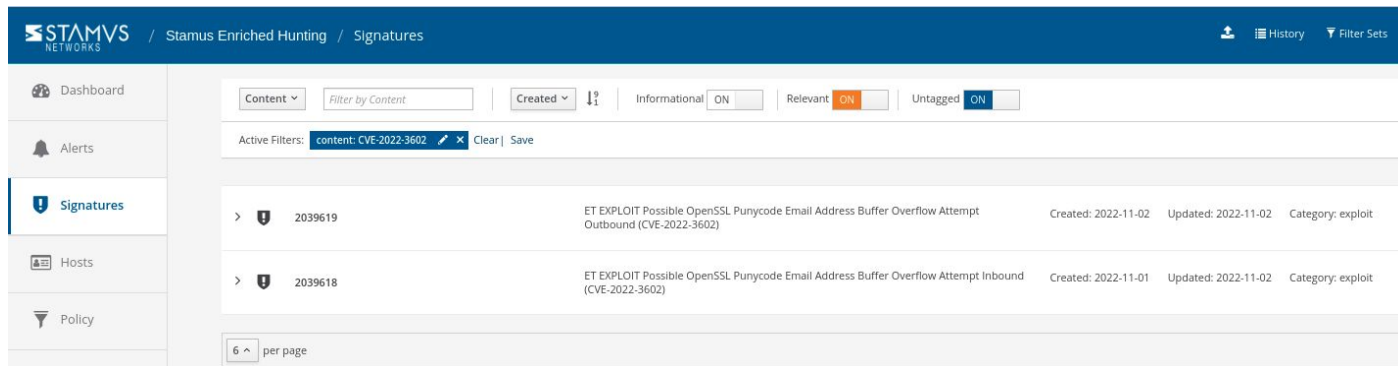 STAMVS NETWORKS / Stamus Enriched Hunting / Signatures
History Filter Sets
Dashboard
Alerts
Signatures
Hosts
Policy
Content Filter by Content Created Informational ON Relevant ON Untagged ON
Active Filters: content: CVE-2022-3602 Clear| Save
2039619 ET EXPLOIT Possible OpenSSL Punycode Email Address Buffer Overflow Attempt
Outbound (CVE-2022-3602) Created: 2022-11-02 Updated: 2022-11-02 Category: exploit
2039618 ET EXPLOIT Possible OpenSSL Punycode Email Address Buffer Overflow Attempt Inbound
(CVE-2022-3602) Created: 2022-11-01 Updated: 2022-11-02 Category: exploit
6 per page